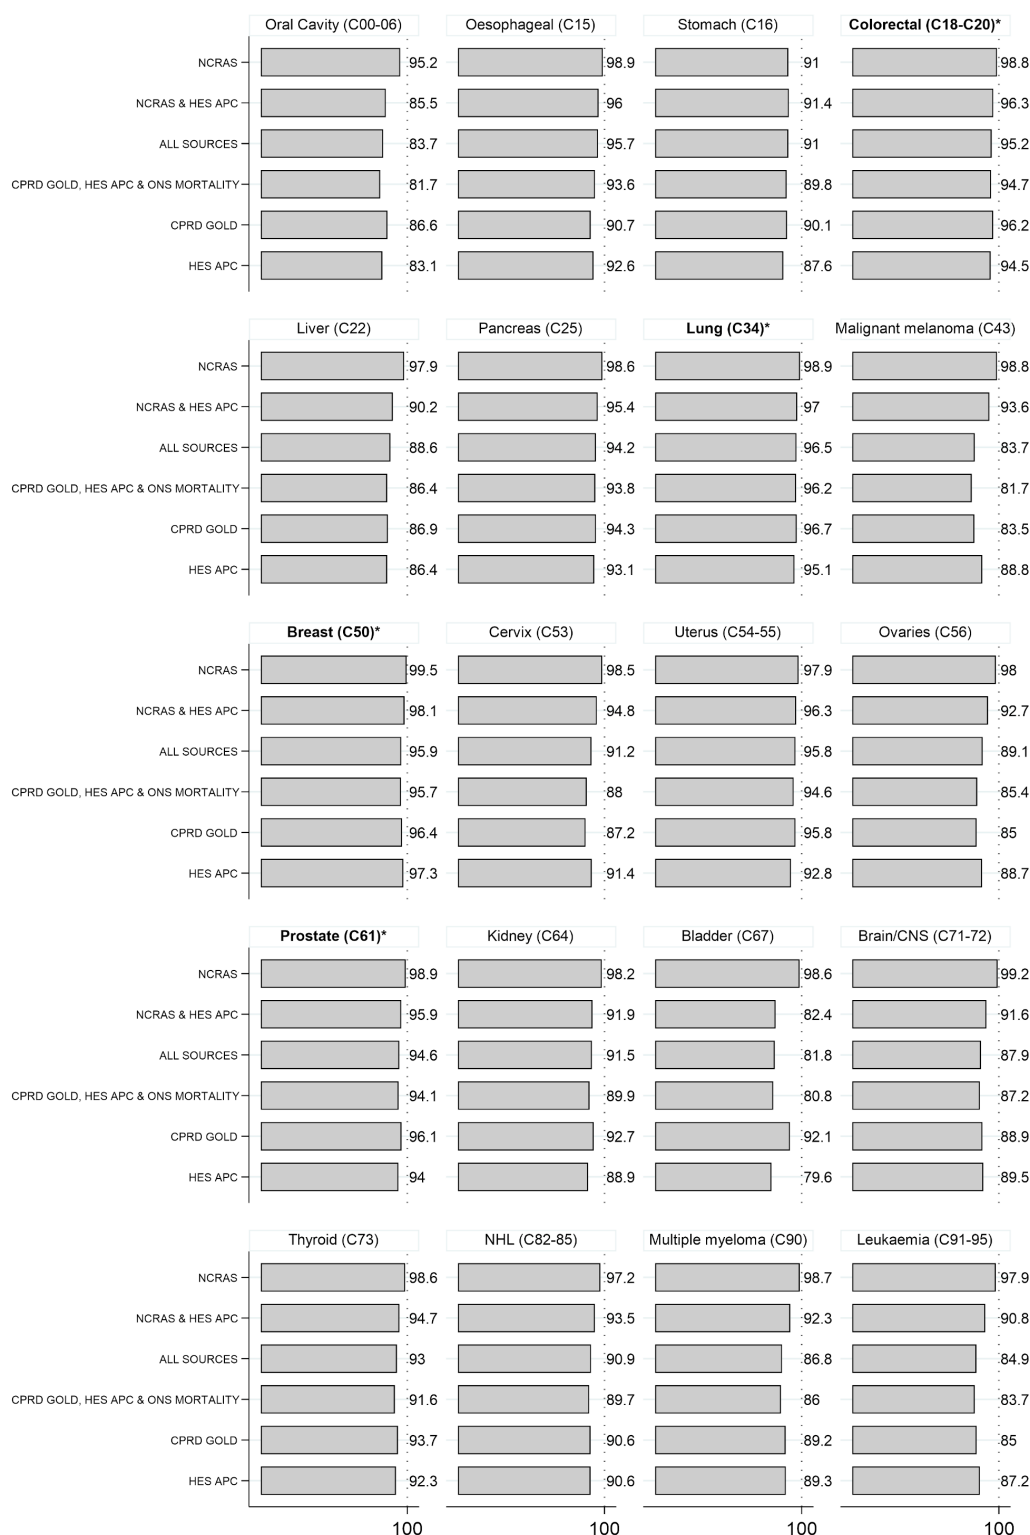 Oral Cavity (C00-06) Oesophageal (C15) Stomach (C16) Colorectal (C18-C20)*
NCRAS 95.2 98.9 91 98.8
NCRAS & HES APC 85.5 96 91.4 96.3
ALL SOURCES 83.7 95.7 91 95.2
CPRD GOLD, HES APC & ONS MORTALITY 81.7 93.6 89.8 94.7
CPRD GOLD 86.6 90.7 90.1 96.2
HES APC 83.1 92.6 87.6 94.5
Liver (C22) Pancreas (C25) Lung (C34)* Malignant melanoma (C43)
NCRAS 97.9 98.6 98.9 98.8
NCRAS & HES APC 90.2 95.4 97 93.6
ALL SOURCES 88.6 94.2 96.5 83.7
CPRD GOLD, HES APC & ONS MORTALITY 86.4 93.8 96.2 81.7
CPRD GOLD 86.9 94.3 96.7 83.5
HES APC 86.4 93.1 95.1 88.8
Breast (C50)* Cervix (C53) Uterus (C54-55) Ovaries (C56)
NCRAS 99.5 98.5 97.9 98
NCRAS & HES APC 98.1 94.8 96.3 92.7
ALL SOURCES 95.9 91.2 95.8 89.1
CPRD GOLD, HES APC & ONS MORTALITY 95.7 88 94.6 85.4
CPRD GOLD 96.4 87.2 95.8 85
HES APC 97.3 91.4 92.8 88.7
Prostate (C61)* Kidney (C64) Bladder (C67) Brain/CNS (C71-72)
NCRAS 98.9 98.2 98.6 99.2
NCRAS & HES APC 95.9 91.9 82.4 91.6
ALL SOURCES 94.6 91.5 81.8 87.9
CPRD GOLD, HES APC & ONS MORTALITY 94.1 89.9 80.8 87.2
CPRD GOLD 96.1 92.7 92.1 88.9
HES APC 94 88.9 79.6 89.5
Thyroid (C73) NHL (C82-85) Multiple myeloma (C90) Leukaemia (C91-95)
NCRAS 98.6 97.2 98.7 97.9
NCRAS & HES APC 94.7 93.5 92.3 90.8
ALL SOURCES 93 90.9 86.8 84.9
CPRD GOLD, HES APC & ONS MORTALITY 91.6 89.7 86 83.7
CPRD GOLD 93.7 90.6 89.2 85
HES APC 92.3 90.6 89.3 87.2
100 100 100 100